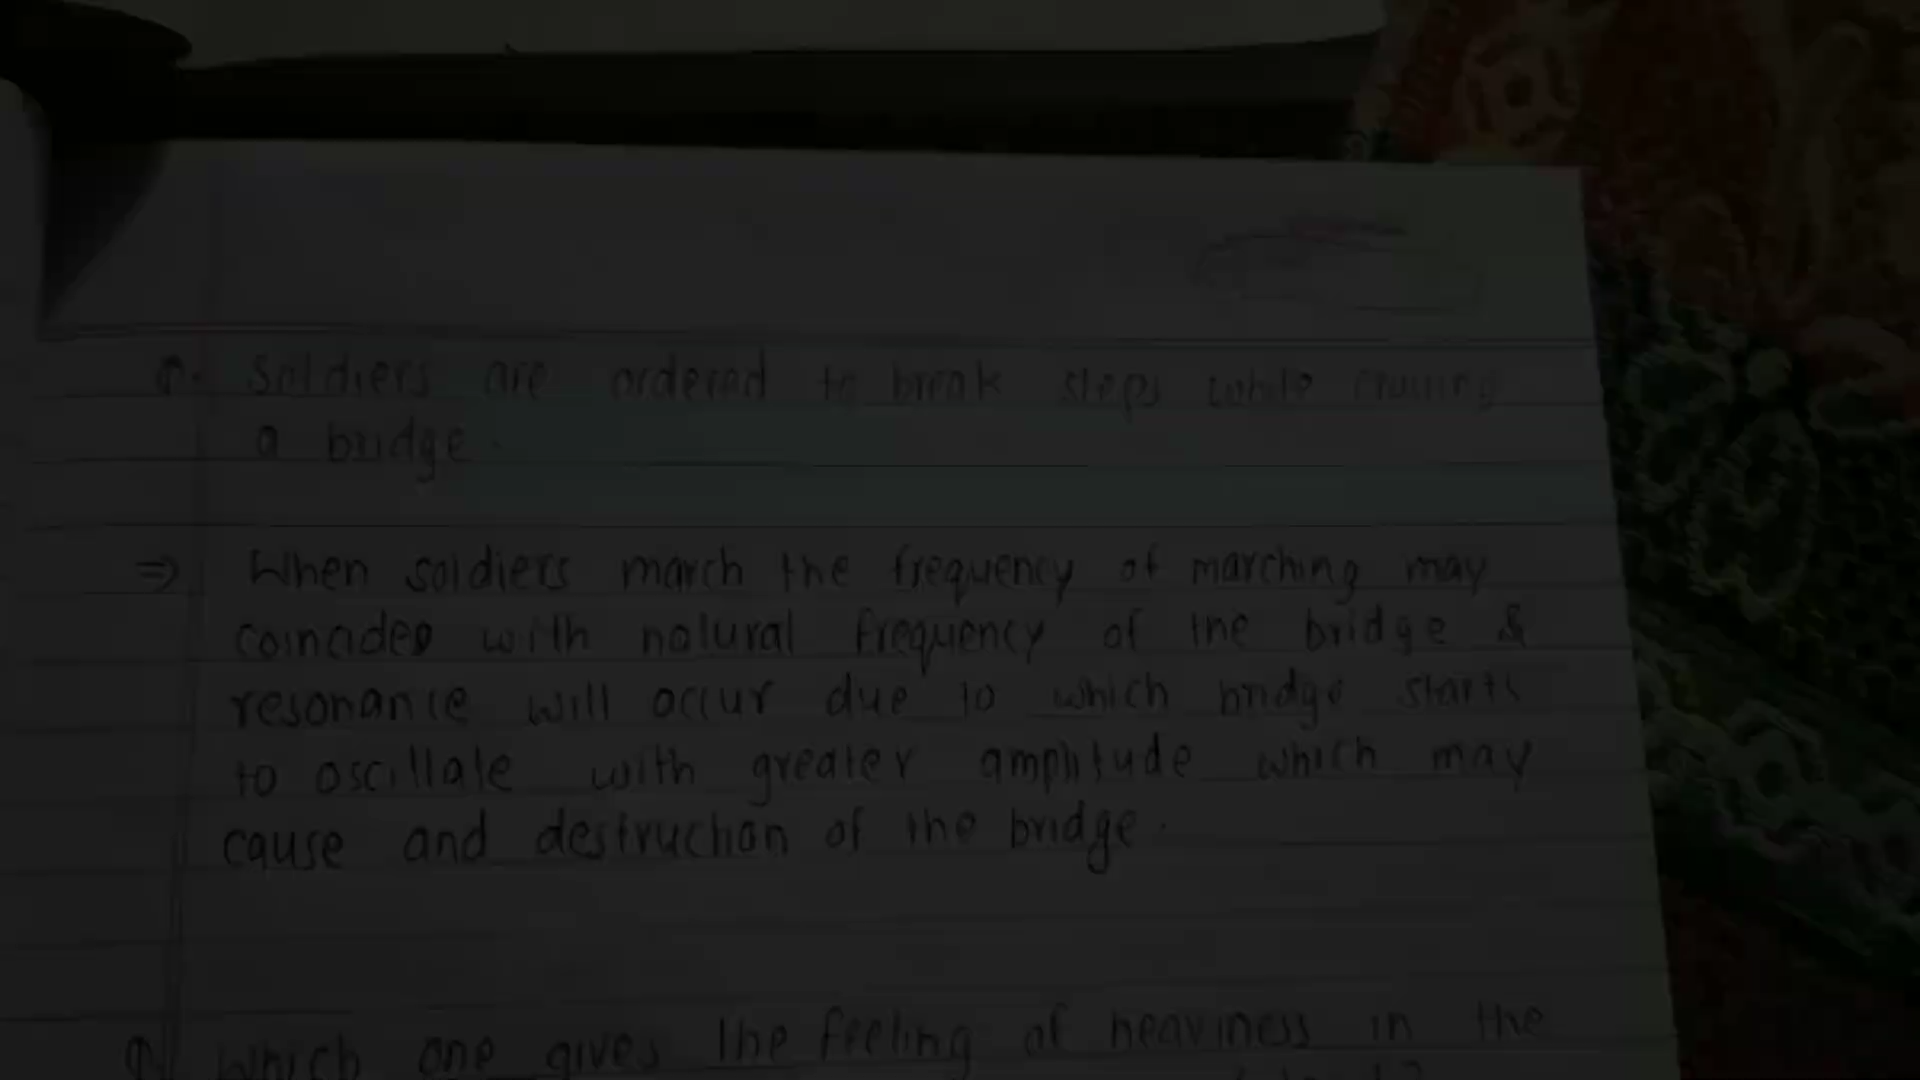 Q. Soldiers are ordered to break steps while crossing
a bridge.
⇒ When soldiers march the frequency of marching may
coincides with natural frequency of the bridge &
resonance will occur due to which bridge starts
to oscillate with greater amplitude which may
cause and destruction of the bridge.
Q which one gives the feeling of heaviness in the